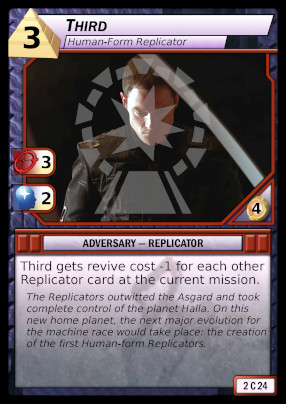 3
THIRD
Human-Form Replicator
3
2
4
ADVERSARY – REPLICATOR
Third gets revive cost -1 for each other
Replicator card at the current mission.
The Replicators outwitted the Asgard and took
complete control of the planet Halla. On this
new home planet, the next major evolution for
the machine race would take place: the creation
of the first Human-form Replicators.
2 C 24